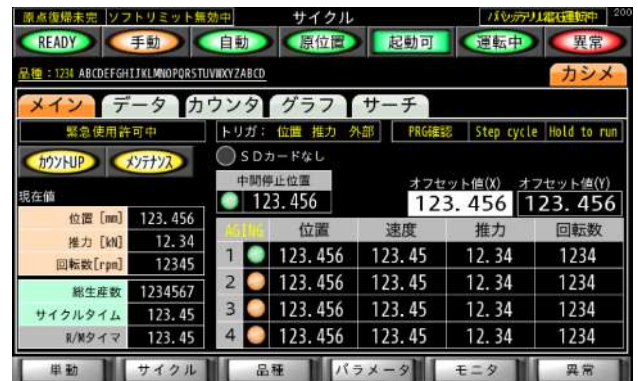 原点復帰未完 ソフトリミット無効中 サイクル 運転中 200
READY 手動 自動 原位置 起動可 運転中 異常
品種:1234 ABCDEFGHIJKLMNOPQRSTUVWXYZABCD カシメ
メイン データ カウンタ グラフ サーチ
緊急使用許可中 トリガ: 位置 推力 外部 PRG確認 Step cycle Hold to run
カウントUP メンテナンス SDカードなし
中間停止位置 オフセット値(X) オフセット値(Y)
123.456 123.456 123.456
現在値
位置 [mm] 123.456
推力 [kN] 12.34
回転数[rpm] 12345
総生産数 1234567
サイクルタイム 123.45
R/Mタイマ 123.45
AGING 位置 速度 推力 回転数
1 123.456 123.45 12.34 1234
2 123.456 123.45 12.34 1234
3 123.456 123.45 12.34 1234
4 123.456 123.45 12.34 1234
単動 サイクル 品種 パラメータ モニタ 異常